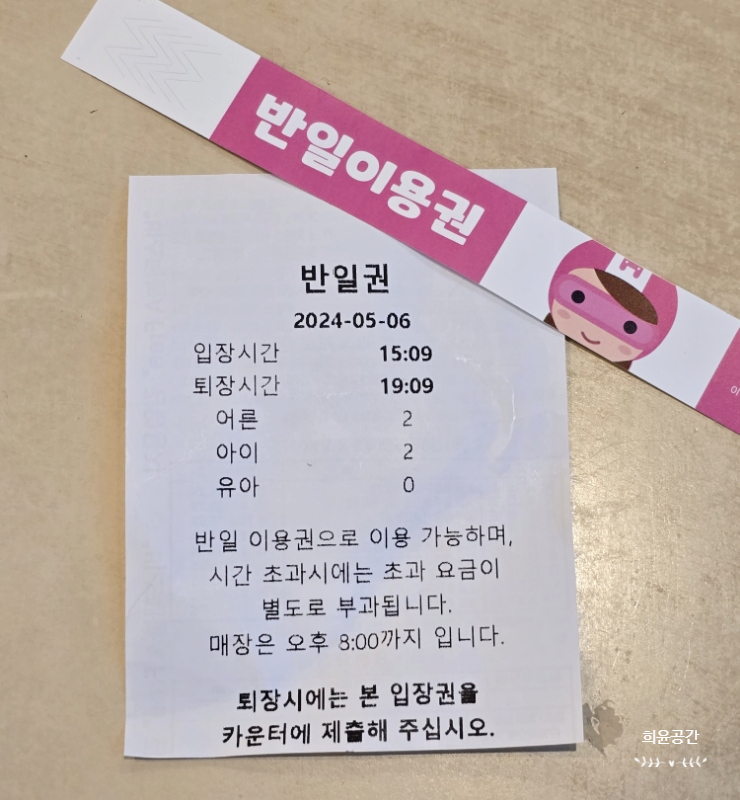 반일이용권
반일권
2024-05-06
입장시간 15:09
퇴장시간 19:09
어른 2
아이 2
유아 0
반일 이용권으로 이용 가능하며,
시간 초과시에는 초과 요금이
별도로 부과됩니다.
매장은 오후 8:00까지 입니다.
퇴장시에는 본 입장권을
카운터에 제출해 주십시오.
희윤공간